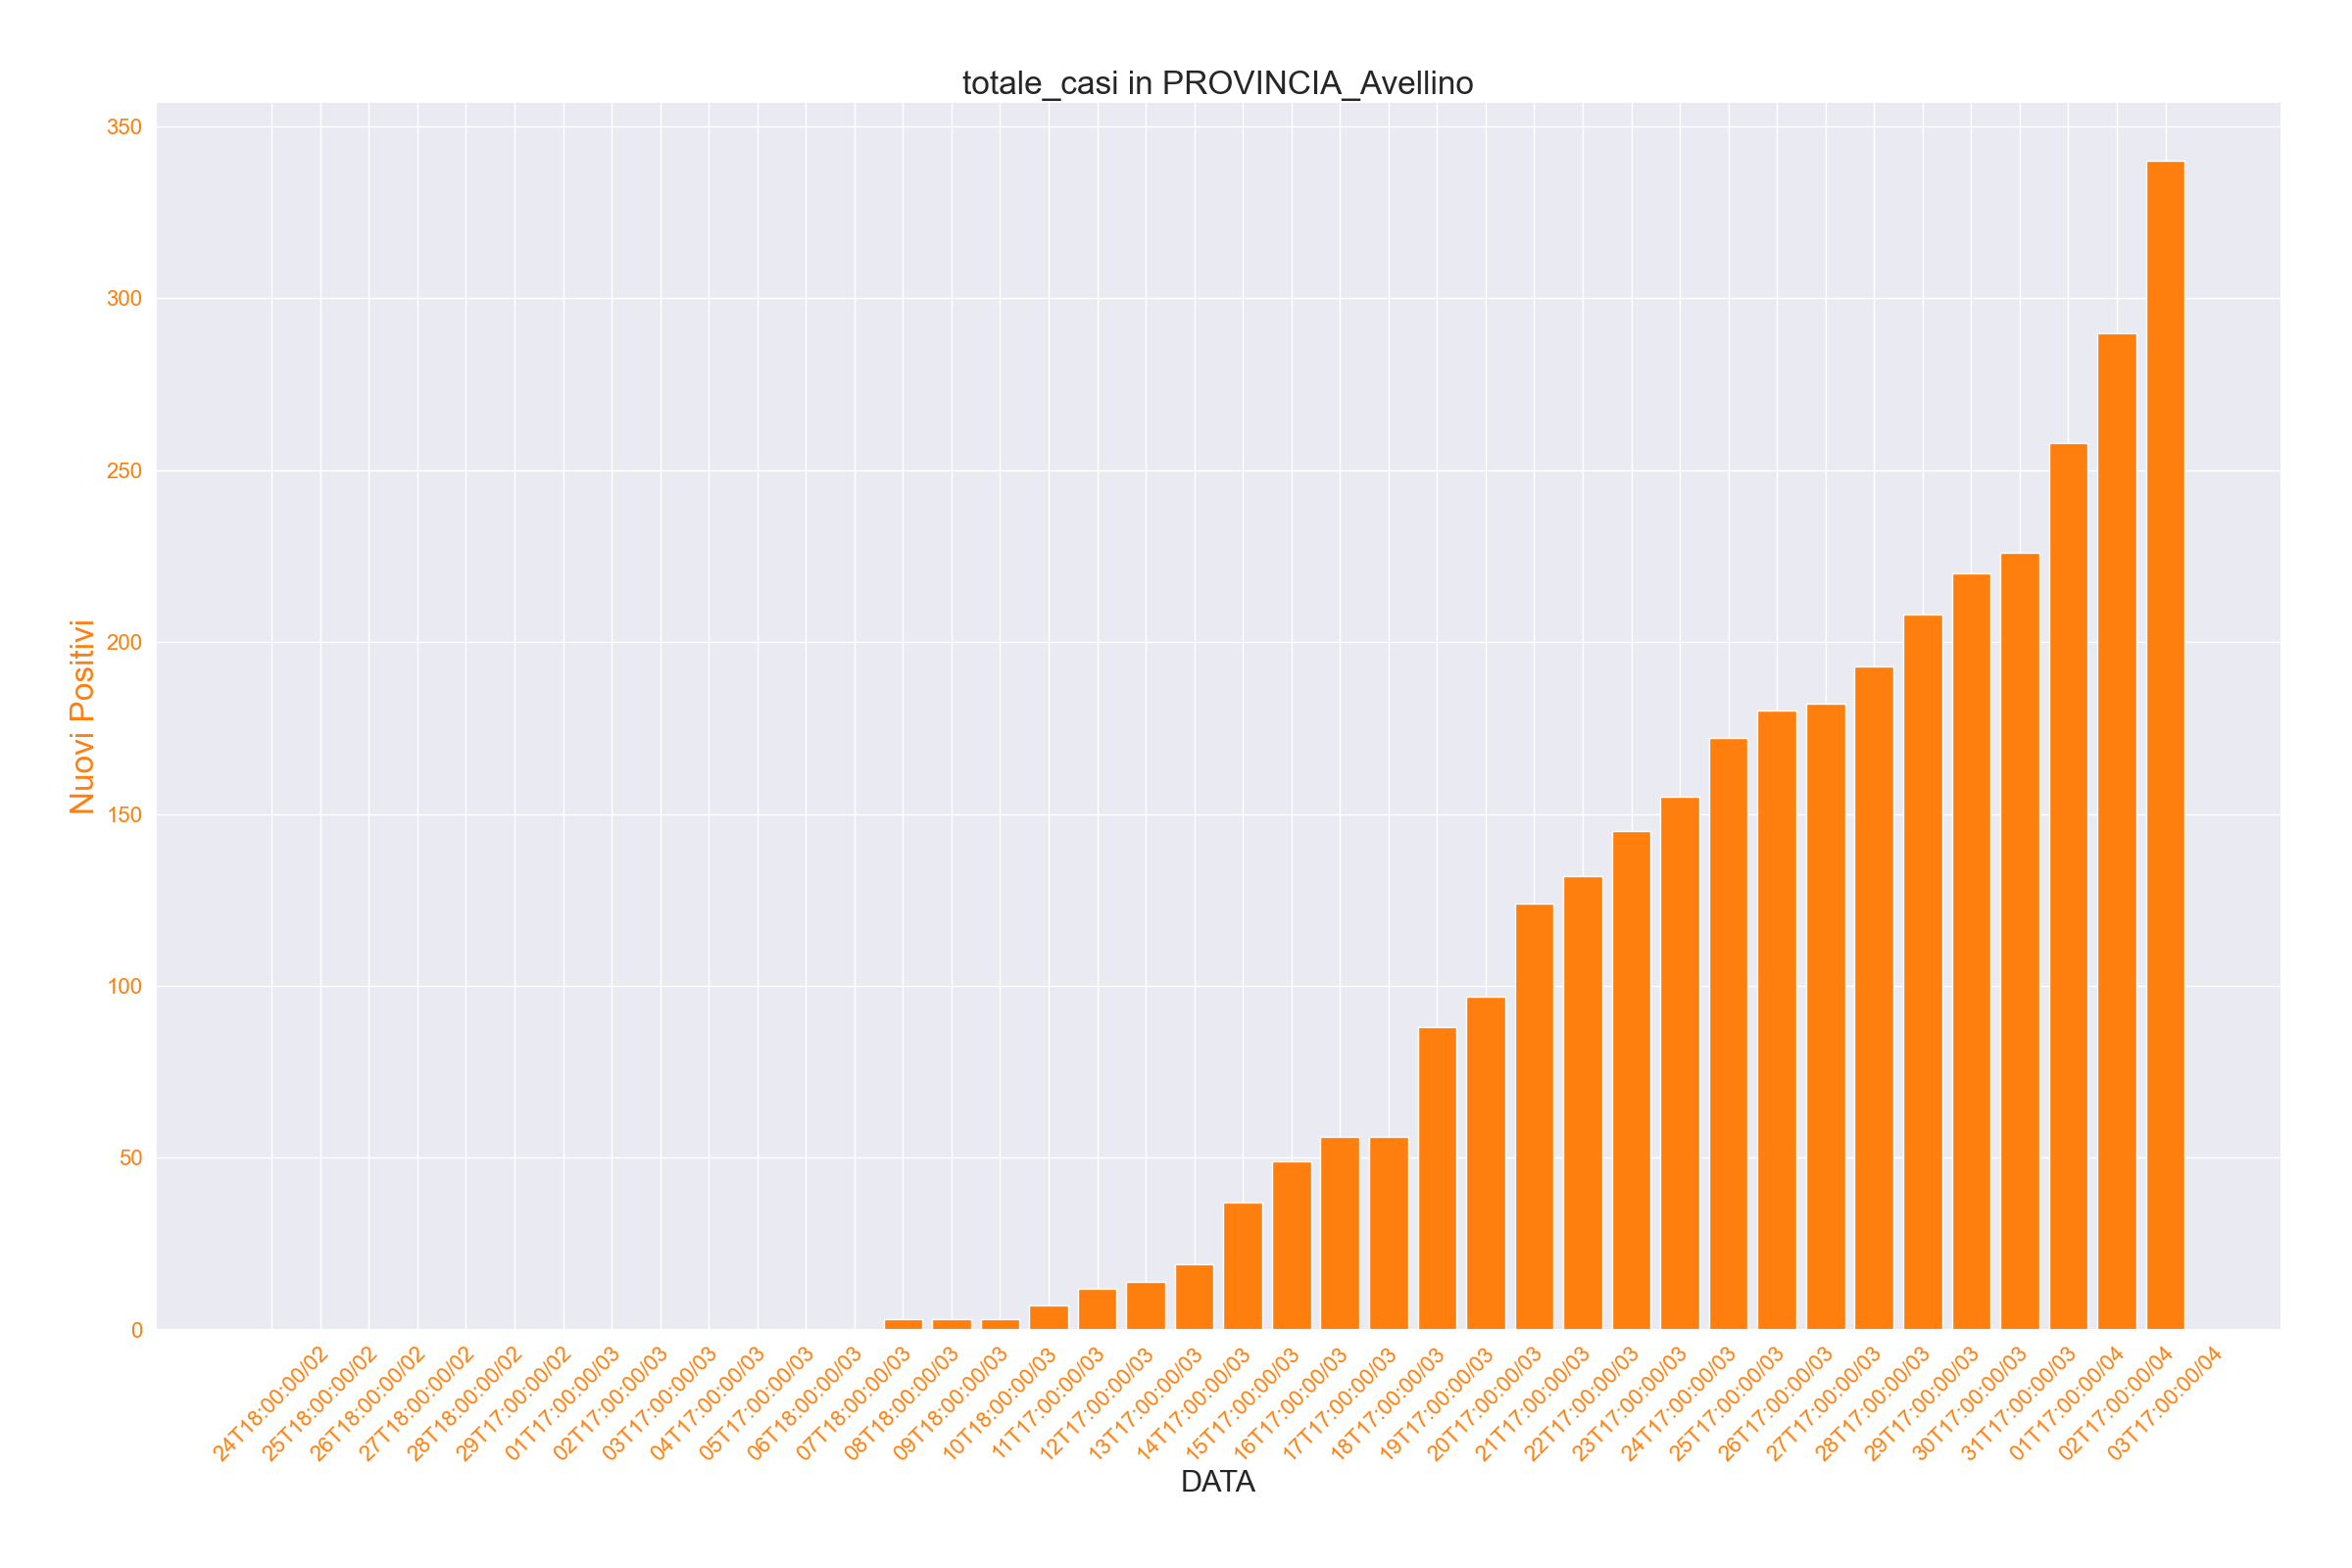 totale_casi in PROVINCIA_Avellino
350
300
250
200
150
100
50
0
Nuovi Positivi
24T18:00:00/02
25T18:00:00/02
26T18:00:00/02
27T18:00:00/02
28T18:00:00/02
29T17:00:00/02
01T17:00:00/03
02T17:00:00/03
03T17:00:00/03
04T17:00:00/03
05T17:00:00/03
06T18:00:00/03
07T18:00:00/03
08T18:00:00/03
09T18:00:00/03
10T18:00:00/03
11T17:00:00/03
12T17:00:00/03
13T17:00:00/03
14T17:00:00/03
15T17:00:00/03
16T17:00:00/03
17T17:00:00/03
18T17:00:00/03
19T17:00:00/03
20T17:00:00/03
21T17:00:00/03
22T17:00:00/03
23T17:00:00/03
24T17:00:00/03
25T17:00:00/03
26T17:00:00/03
27T17:00:00/03
28T17:00:00/03
29T17:00:00/03
30T17:00:00/03
31T17:00:00/03
01T17:00:00/04
02T17:00:00/04
03T17:00:00/04
DATA